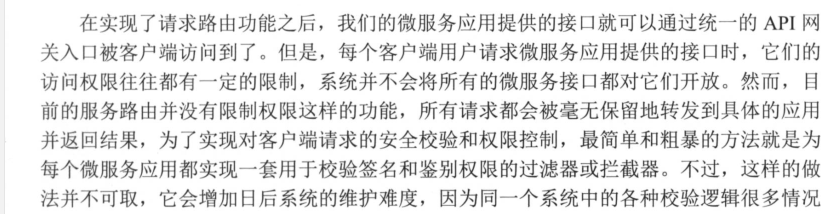 在实现了请求路由功能之后，我们的微服务应用提供的接口就可以通过统一的 API 网
关入口被客户端访问到了。但是，每个客户端用户请求微服务应用提供的接口时，它们的
访问权限往往都有一定的限制，系统并不会将所有的微服务接口都对它们开放。然而，目
前的服务路由并没有限制权限这样的功能，所有请求都会被毫无保留地转发到具体的应用
并返回结果，为了实现对客户端请求的安全校验和权限控制，最简单和粗暴的方法就是为
每个微服务应用都实现一套用于校验签名和鉴别权限的过滤器或拦截器。不过，这样的做
法并不可取，它会增加日后系统的维护难度，因为同一个系统中的各种校验逻辑很多情况